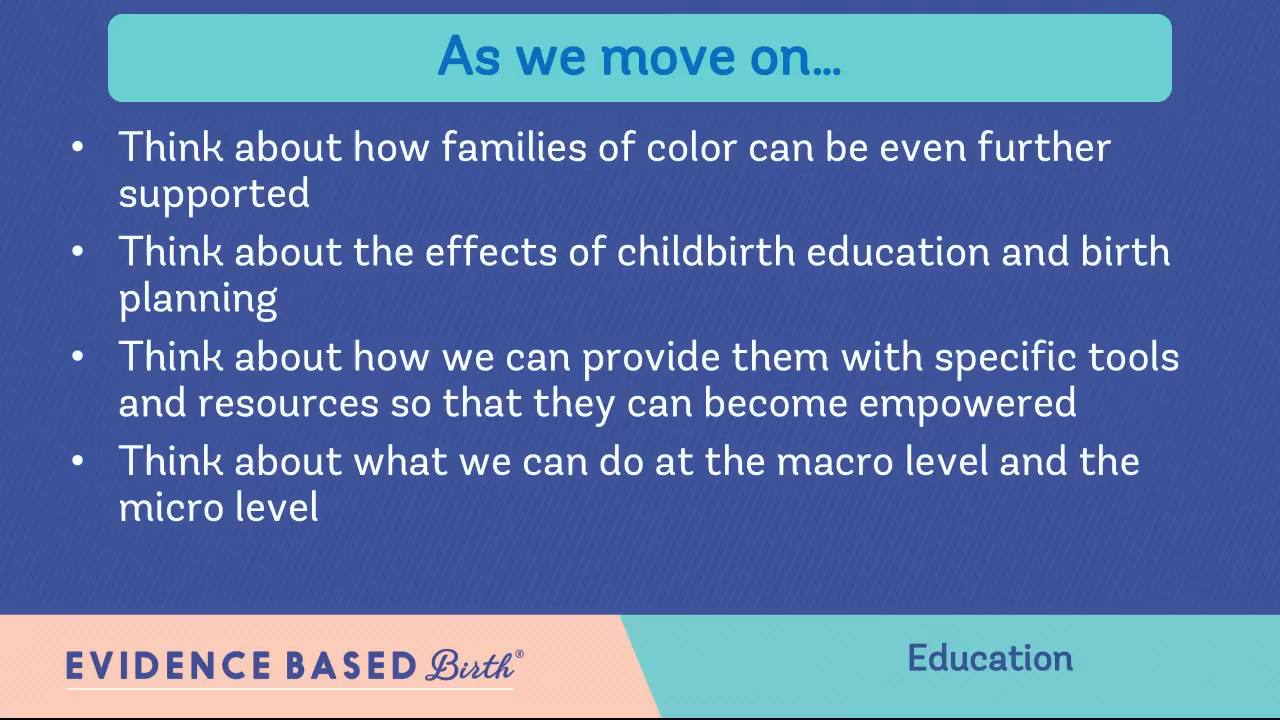 As we move on…
• Think about how families of color can be even further
supported
• Think about the effects of childbirth education and birth
planning
• Think about how we can provide them with specific tools
and resources so that they can become empowered
• Think about what we can do at the macro level and the
micro level
EVIDENCE BASED Birth®
Education